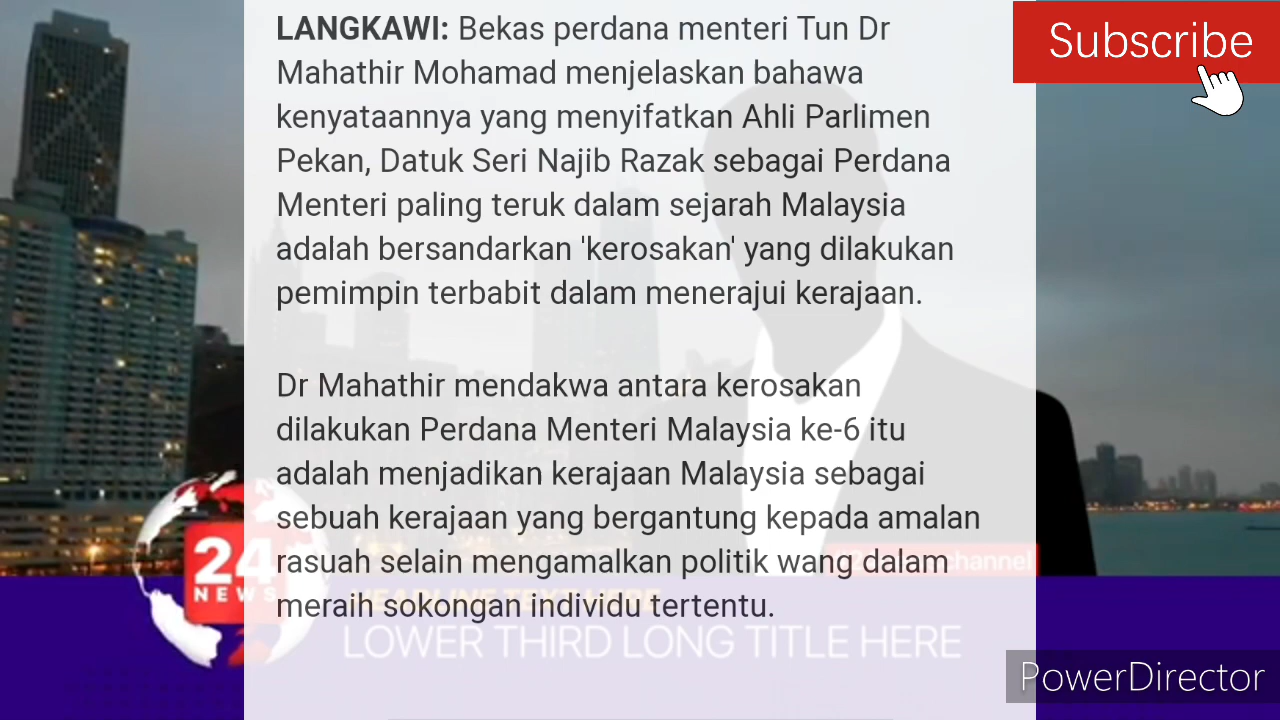 LANGKAWI: Bekas perdana menteri Tun Dr
Mahathir Mohamad menjelaskan bahawa
kenyataannya yang menyifatkan Ahli Parlimen
Pekan, Datuk Seri Najib Razak sebagai Perdana
Menteri paling teruk dalam sejarah Malaysia
adalah bersandarkan 'kerosakan' yang dilakukan
pemimpin terbabit dalam menerajui kerajaan.
Dr Mahathir mendakwa antara kerosakan
dilakukan Perdana Menteri Malaysia ke-6 itu
adalah menjadikan kerajaan Malaysia sebagai
sebuah kerajaan yang bergantung kepada amalan
rasuah selain mengamalkan politik wang dalam
meraih sokongan individu tertentu.
Subscribe
24
NEWS
channel
HEADLINE TEXT HERE
LOWER THIRD LONG TITLE HERE
PowerDirector